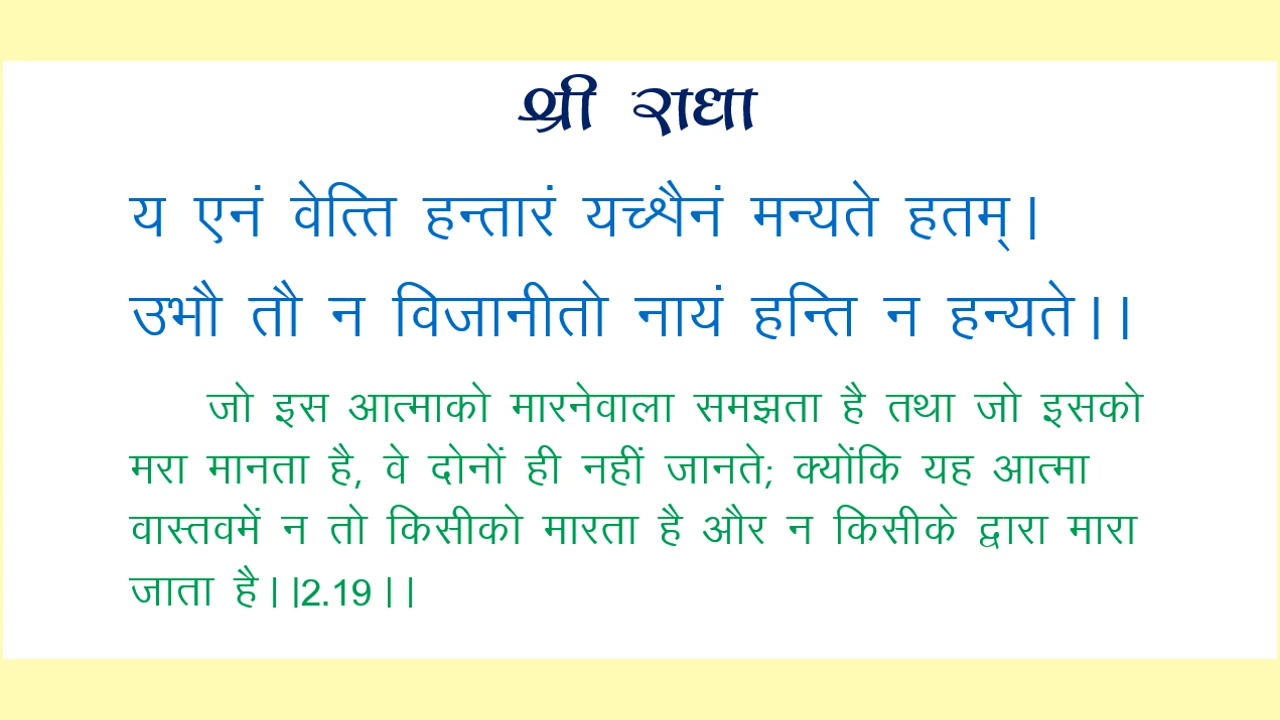 श्री राधा
य एनं वेत्ति हन्तारं यच्श्चैनं मन्यते हतम्।
उभौ तौ न विजानीतो नायं हन्ति न हन्यते।।
जो इस आत्माको मारनेवाला समझता है तथा जो इसको
मरा मानता है, वे दोनों ही नहीं जानते; क्योंकि यह आत्मा
वास्तवमें न तो किसीको मारता है और न किसीके द्वारा मारा
जाता है।।|2.19।।